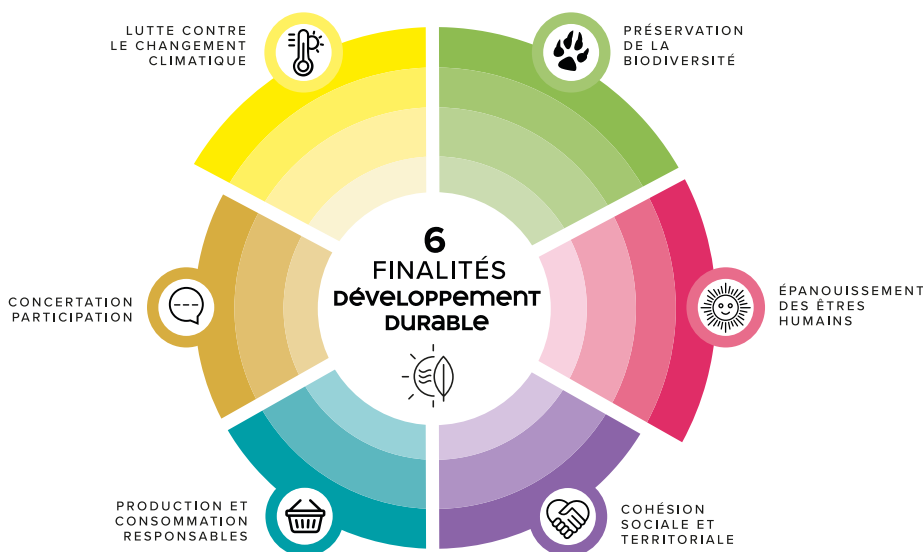 LUTTE CONTRE
LE CHANGEMENT
CLIMATIQUE
PRÉSERVATION
DE LA
BIODIVERSITÉ
6
FINALITÉS
DÉVELOPPEMENT
DURABLE
CONCERTATION
PARTICIPATION
ÉPANOUISSEMENT
DES ÊTRES
HUMAINS
PRODUCTION ET
CONSOMMATION
RESPONSABLES
COHÉSION
SOCIALE ET
TERRITORIALE